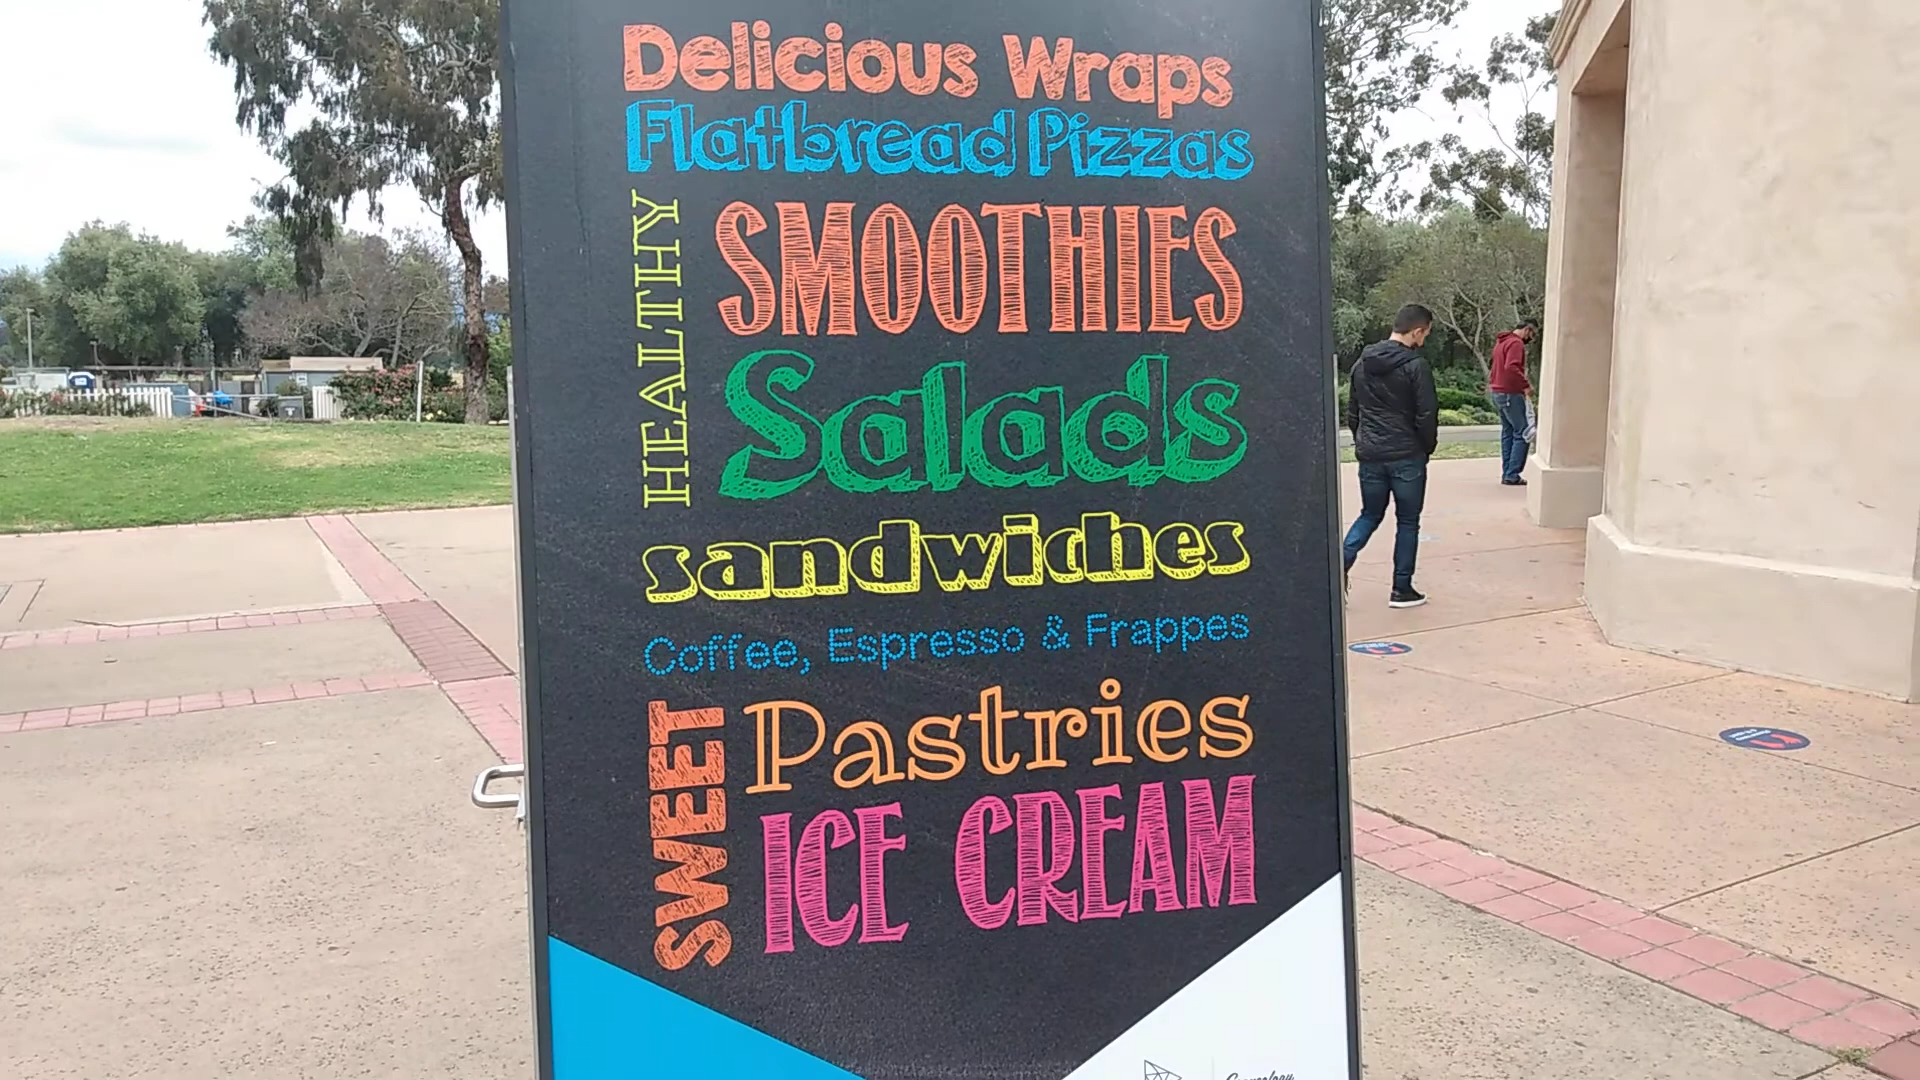 Delicious Wraps
Flatbread Pizzas
HEALTHY
SMOOTHIES
Salads
sandwiches
Coffee, Espresso & Frappes
SWEET
Pastries
ICE CREAM